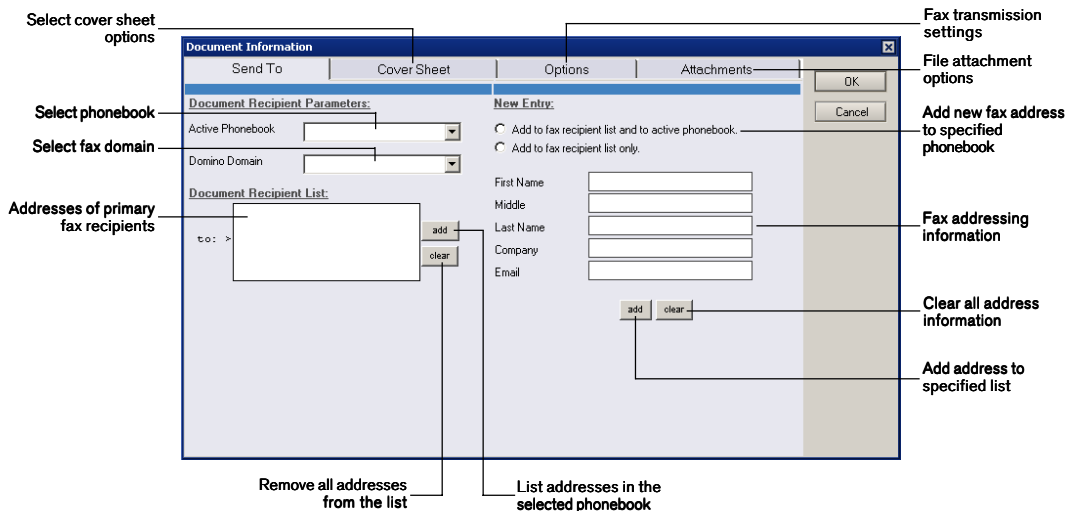 Select cover sheet
options
Fax transmission
settings
Document Information
Send To
Cover Sheet
Options
Attachments
File attachment
options
OK
Cancel
Document Recipient Parameters:
New Entry:
Select phonebook
Active Phonebook
Add to fax recipient list and to active phonebook.
Add new fax address
to specified
phonebook
Add to fax recipient list only.
Select fax domain
Domino Domain
Document Recipient List:
First Name
Middle
Last Name
Company
Email
Addresses of primary
fax recipients
to: >
add
clear
Fax addressing
information
add
clear
Clear all address
information
Add address to
specified list
Remove all addresses
from the list
List addresses in the
selected phonebook